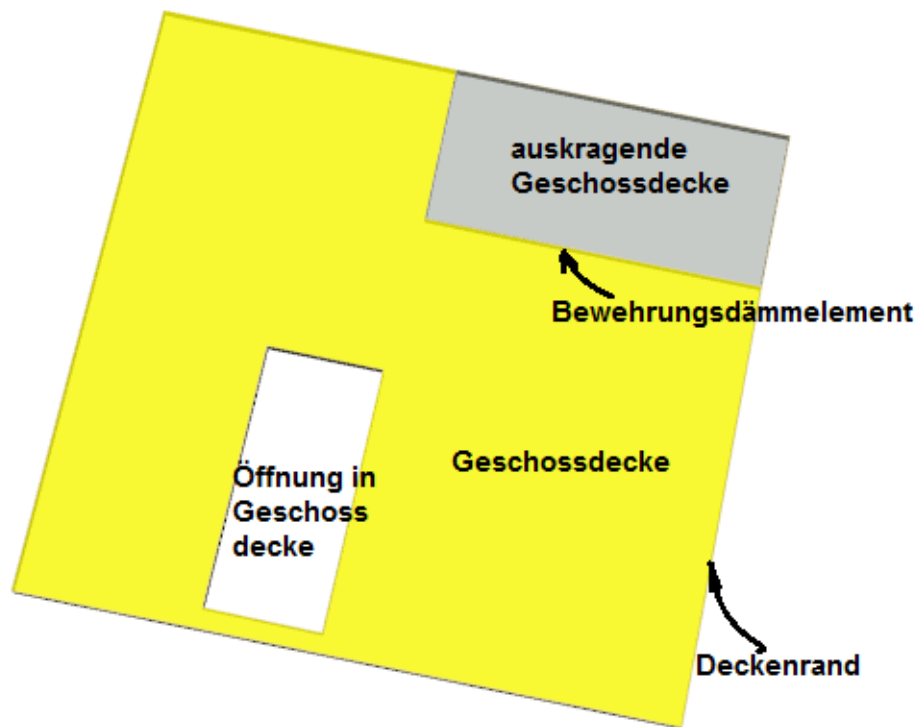 auskragende
Geschossdecke
Bewehrungsdämmelement
Geschossdecke
Öffnung in
Geschoss
decke
Deckenrand